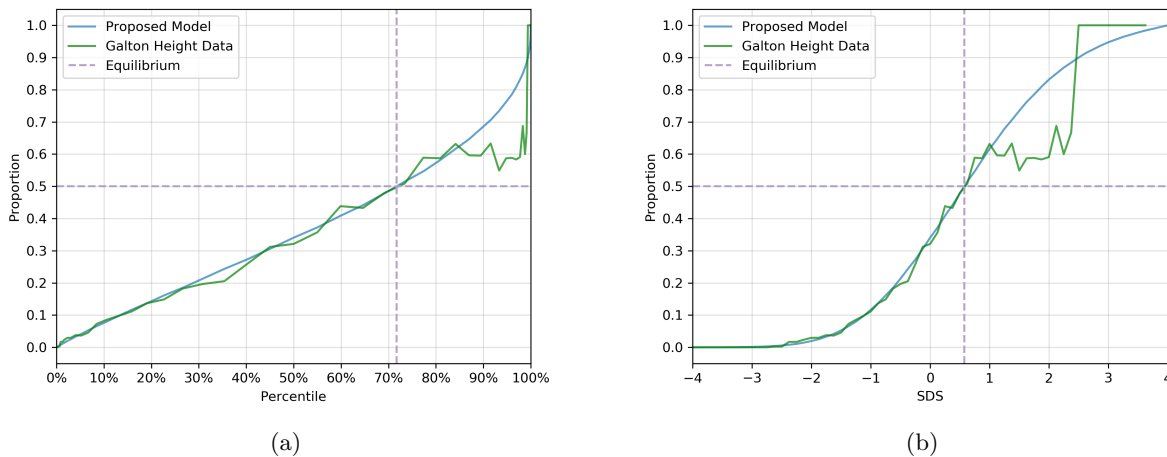 Proposed Model
Galton Height Data
Equilibrium
Proportion
1.0
0.9
0.8
0.7
0.6
0.5
0.4
0.3
0.2
0.1
0.0
0% 10% 20% 30% 40% 50% 60% 70% 80% 90% 100%
Percentile
(a)
Proposed Model
Galton Height Data
Equilibrium
Proportion
1.0
0.9
0.8
0.7
0.6
0.5
0.4
0.3
0.2
0.1
0.0
−4 −3 −2 −1 0 1 2 3 4
SDS
(b)